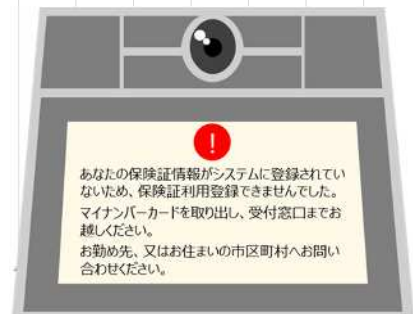 !
あなたの保険証情報がシステムに登録されてい
ないため、保険証利用登録できませんでした。
マイナンバーカードを取り出し、受付窓口までお
越しください。
お勤め先、又はお住まいの市区町村へお問い
合わせください。